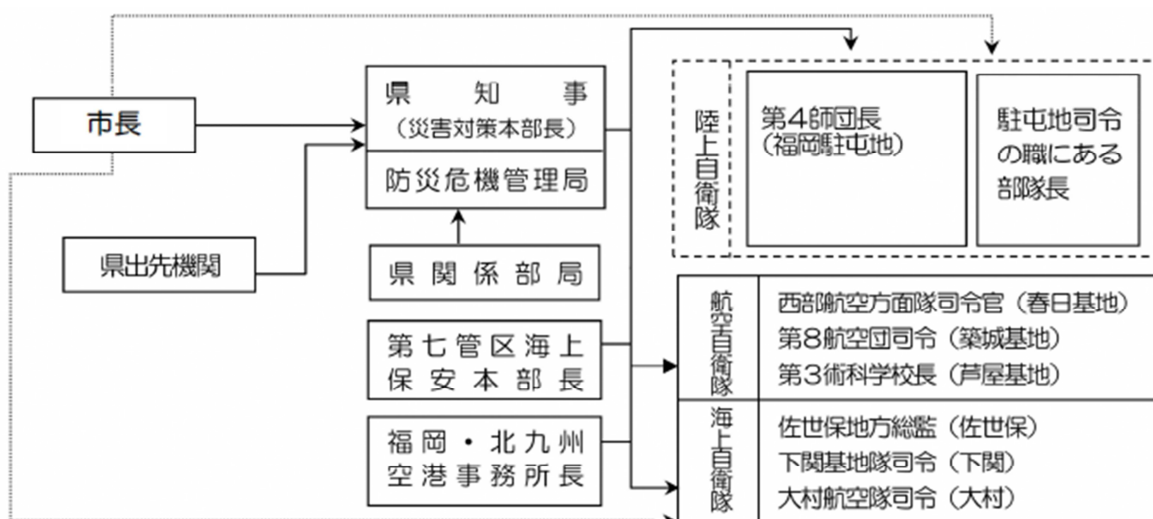 市長
県知事
（災害対策本部長）
防災危機管理局
県出先機関
県関係部局
第七管区海上
保安本部長
福岡・北九州
空港事務所長
陸上自衛隊
第4師団長
（福岡駐屯地）
駐屯地司令
の職にある
部隊長
航空自衛隊
西部航空方面隊司令官（春日基地）
第8航空団司令（築城基地）
第3術科学校長（芦屋基地）
海上自衛隊
佐世保地方総監（佐世保）
下関基地隊司令（下関）
大村航空隊司令（大村）